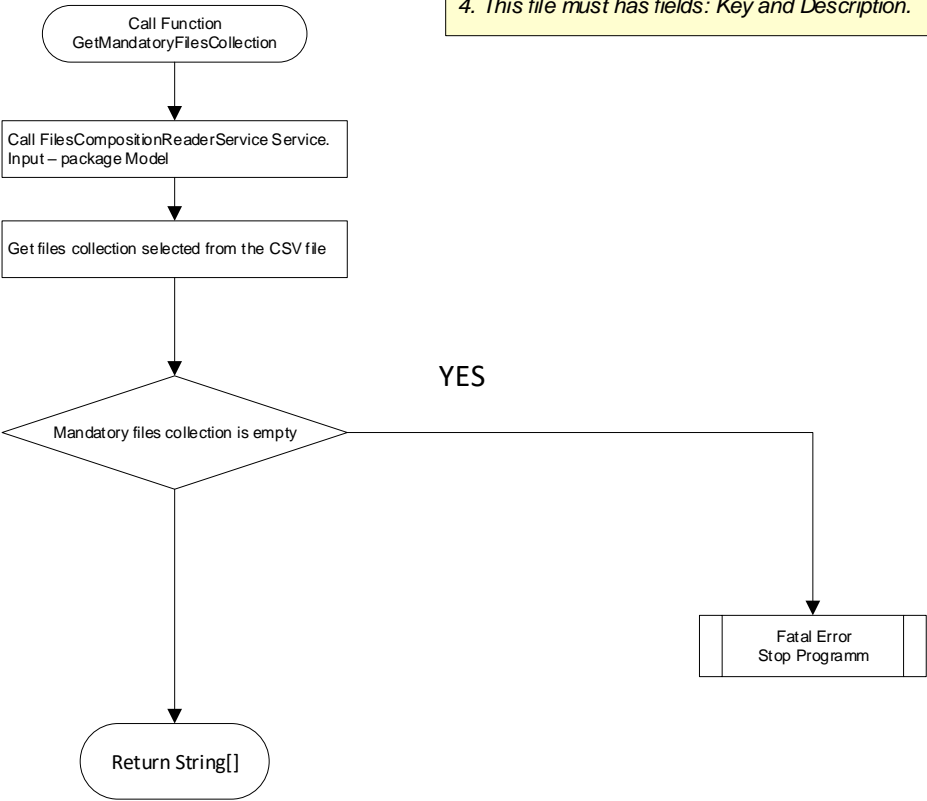 4. This file must has fields: Key and Description.
Call Function
GetMandatoryFilesCollection
Call FilesCompositionReaderService Service.
Input – package Model
Get files collection selected from the CSV file
YES
Mandatory files collection is empty
Fatal Error
Stop Programm
Return String[]